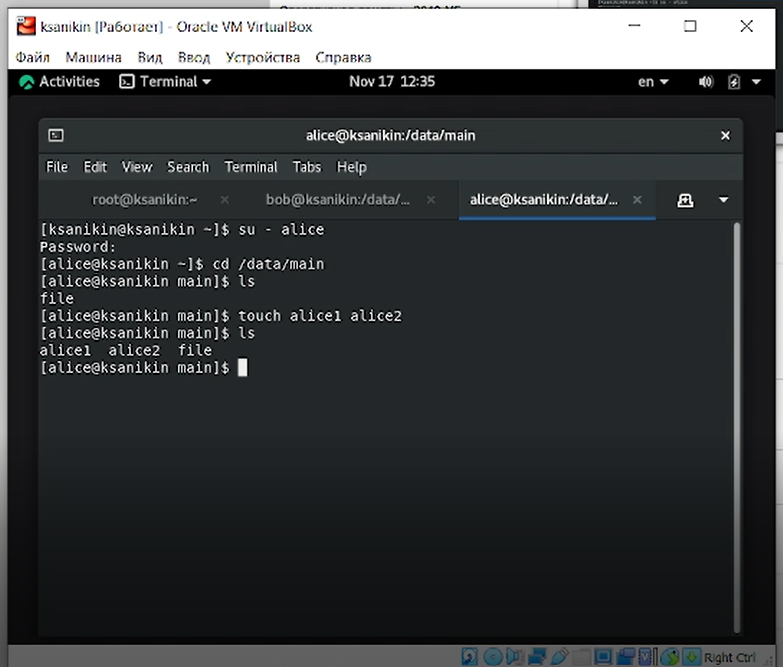 ksanikin [Работает] - Oracle VM VirtualBox
Файл Машина Вид Ввод Устройства Справка
Activities Terminal Nov 17 12:35 en
alice@ksanikin:/data/main
File Edit View Search Terminal Tabs Help
root@ksanikin:~ bob@ksanikin:/data/... alice@ksanikin:/data/...
[ksanikin@ksanikin ~]$ su - alice
Password:
[alice@ksanikin ~]$ cd /data/main
[alice@ksanikin main]$ ls
file
[alice@ksanikin main]$ touch alice1 alice2
[alice@ksanikin main]$ ls
alice1 alice2 file
[alice@ksanikin main]$
Right Ctrl